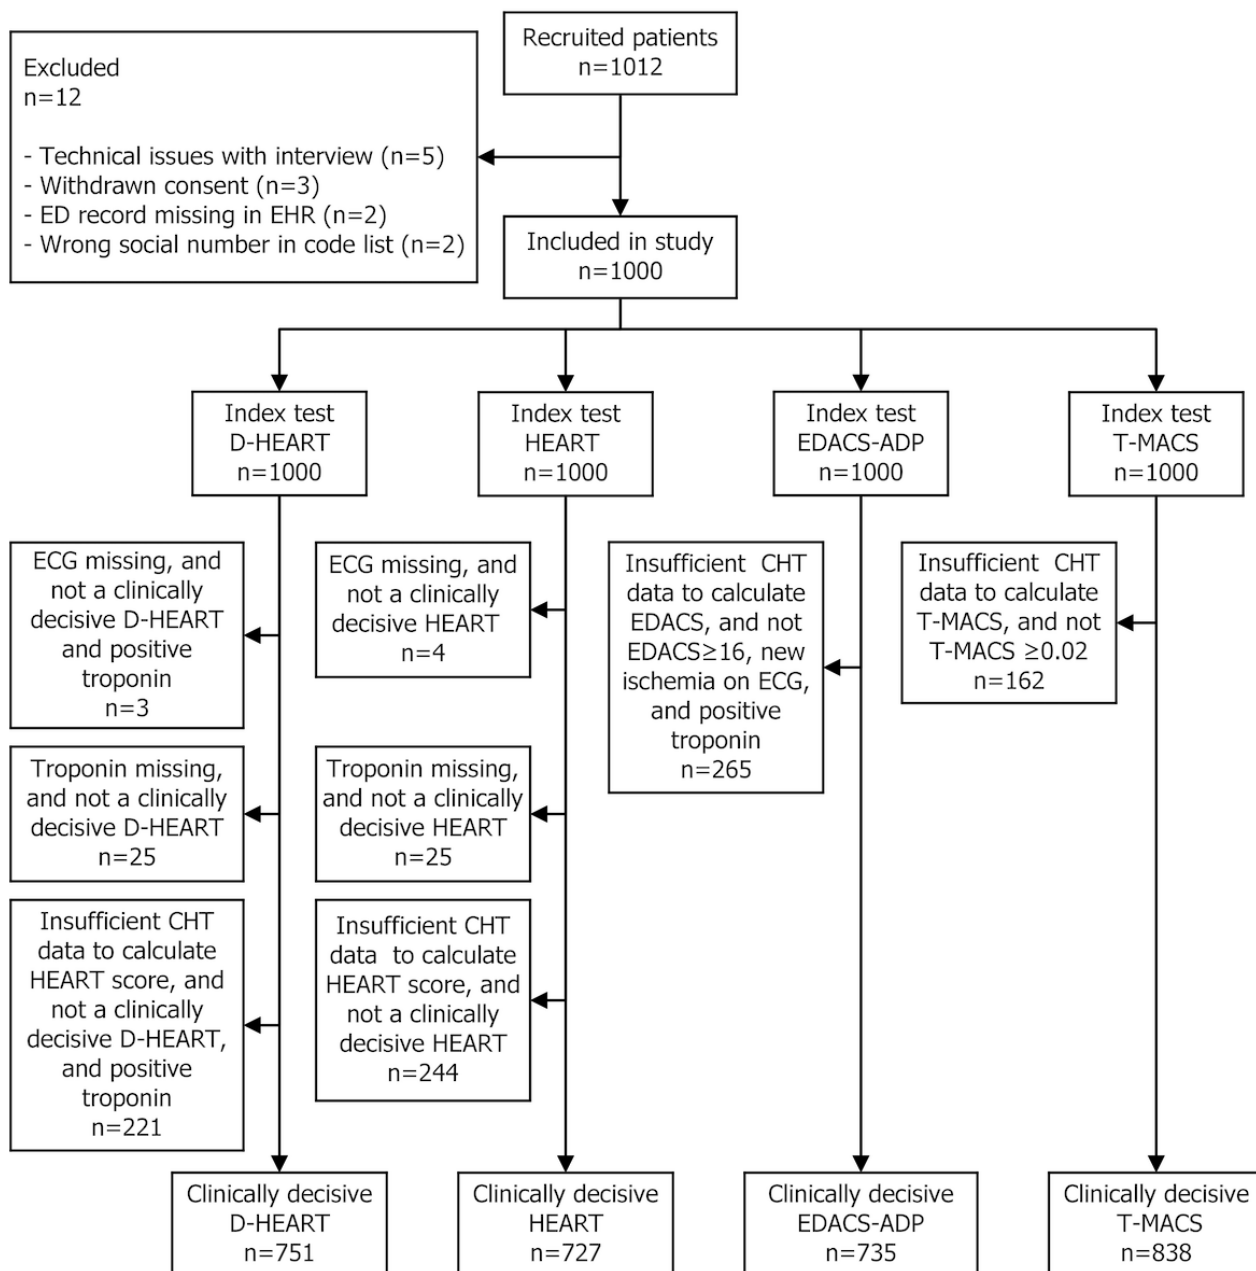 Recruited patients
n=1012
Excluded
n=12
- Technical issues with interview (n=5)
- Withdrawn consent (n=3)
- ED record missing in EHR (n=2)
- Wrong social number in code list (n=2)
Included in study
n=1000
Index test
D-HEART
n=1000
Index test
HEART
n=1000
Index test
EDACS-ADP
n=1000
Index test
T-MACS
n=1000
ECG missing, and
not a clinically
decisive D-HEART
and positive
troponin
n=3
ECG missing, and
not a clinically
decisive HEART
n=4
Insufficient CHT
data to calculate
EDACS, and not
EDACS≥16, new
ischemia on ECG,
and positive
troponin
n=265
Insufficient CHT
data to calculate
T-MACS, and not
T-MACS ≥0.02
n=162
Troponin missing,
and not a clinically
decisive D-HEART
n=25
Troponin missing,
and not a clinically
decisive HEART
n=25
Insufficient CHT
data to calculate
HEART score, and
not a clinically
decisive D-HEART,
and positive
troponin
n=221
Insufficient CHT
data to calculate
HEART score, and
not a clinically
decisive HEART
n=244
Clinically decisive
D-HEART
n=751
Clinically decisive
HEART
n=727
Clinically decisive
EDACS-ADP
n=735
Clinically decisive
T-MACS
n=838